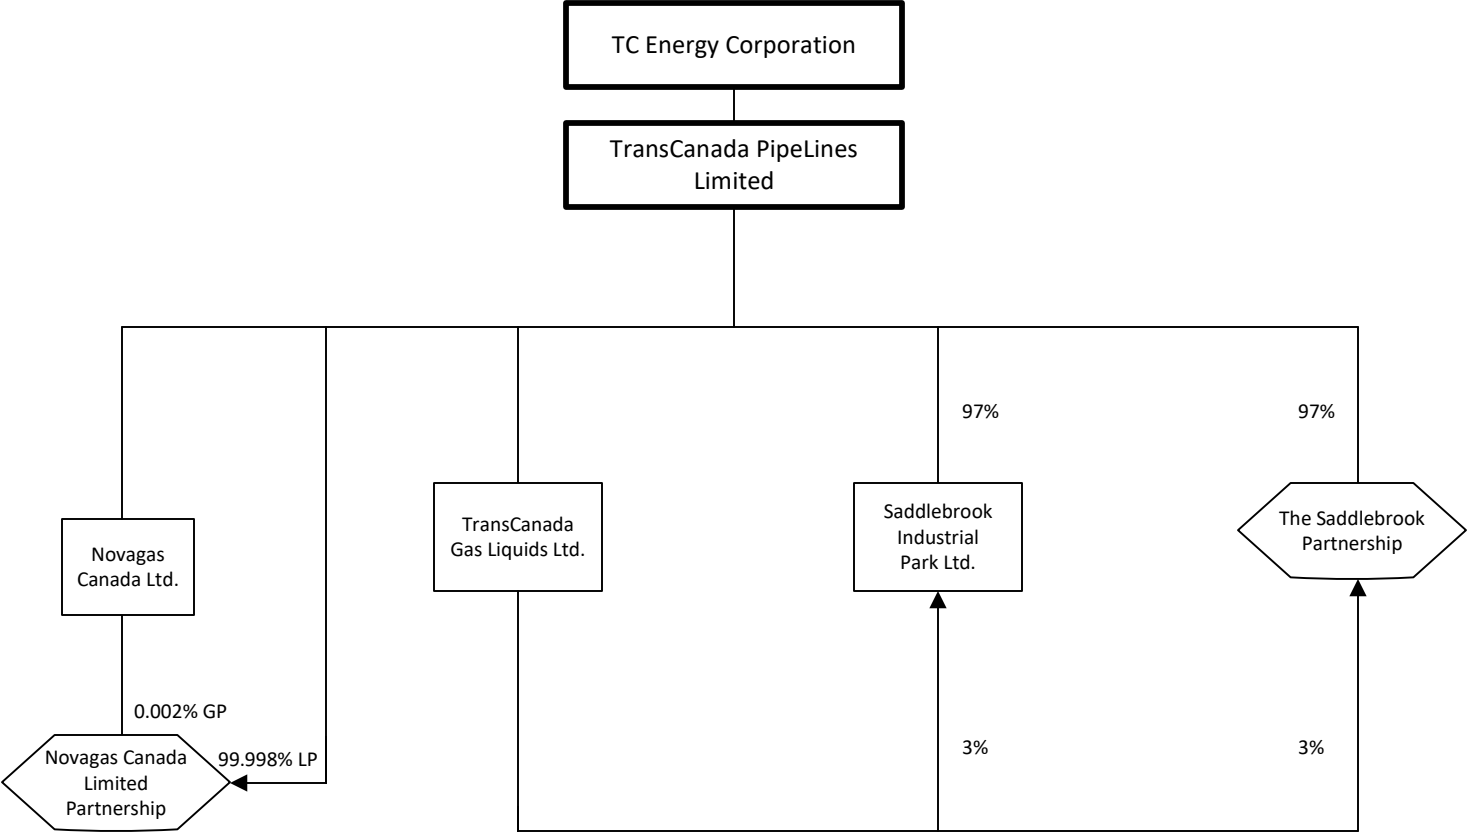 TC Energy Corporation
TransCanada PipeLines
Limited
97%
97%
Novagas
Canada Ltd.
TransCanada
Gas Liquids Ltd.
Saddlebrook
Industrial
Park Ltd.
The Saddlebrook
Partnership
0.002% GP
99.998% LP
Novagas Canada
Limited
Partnership
3%
3%